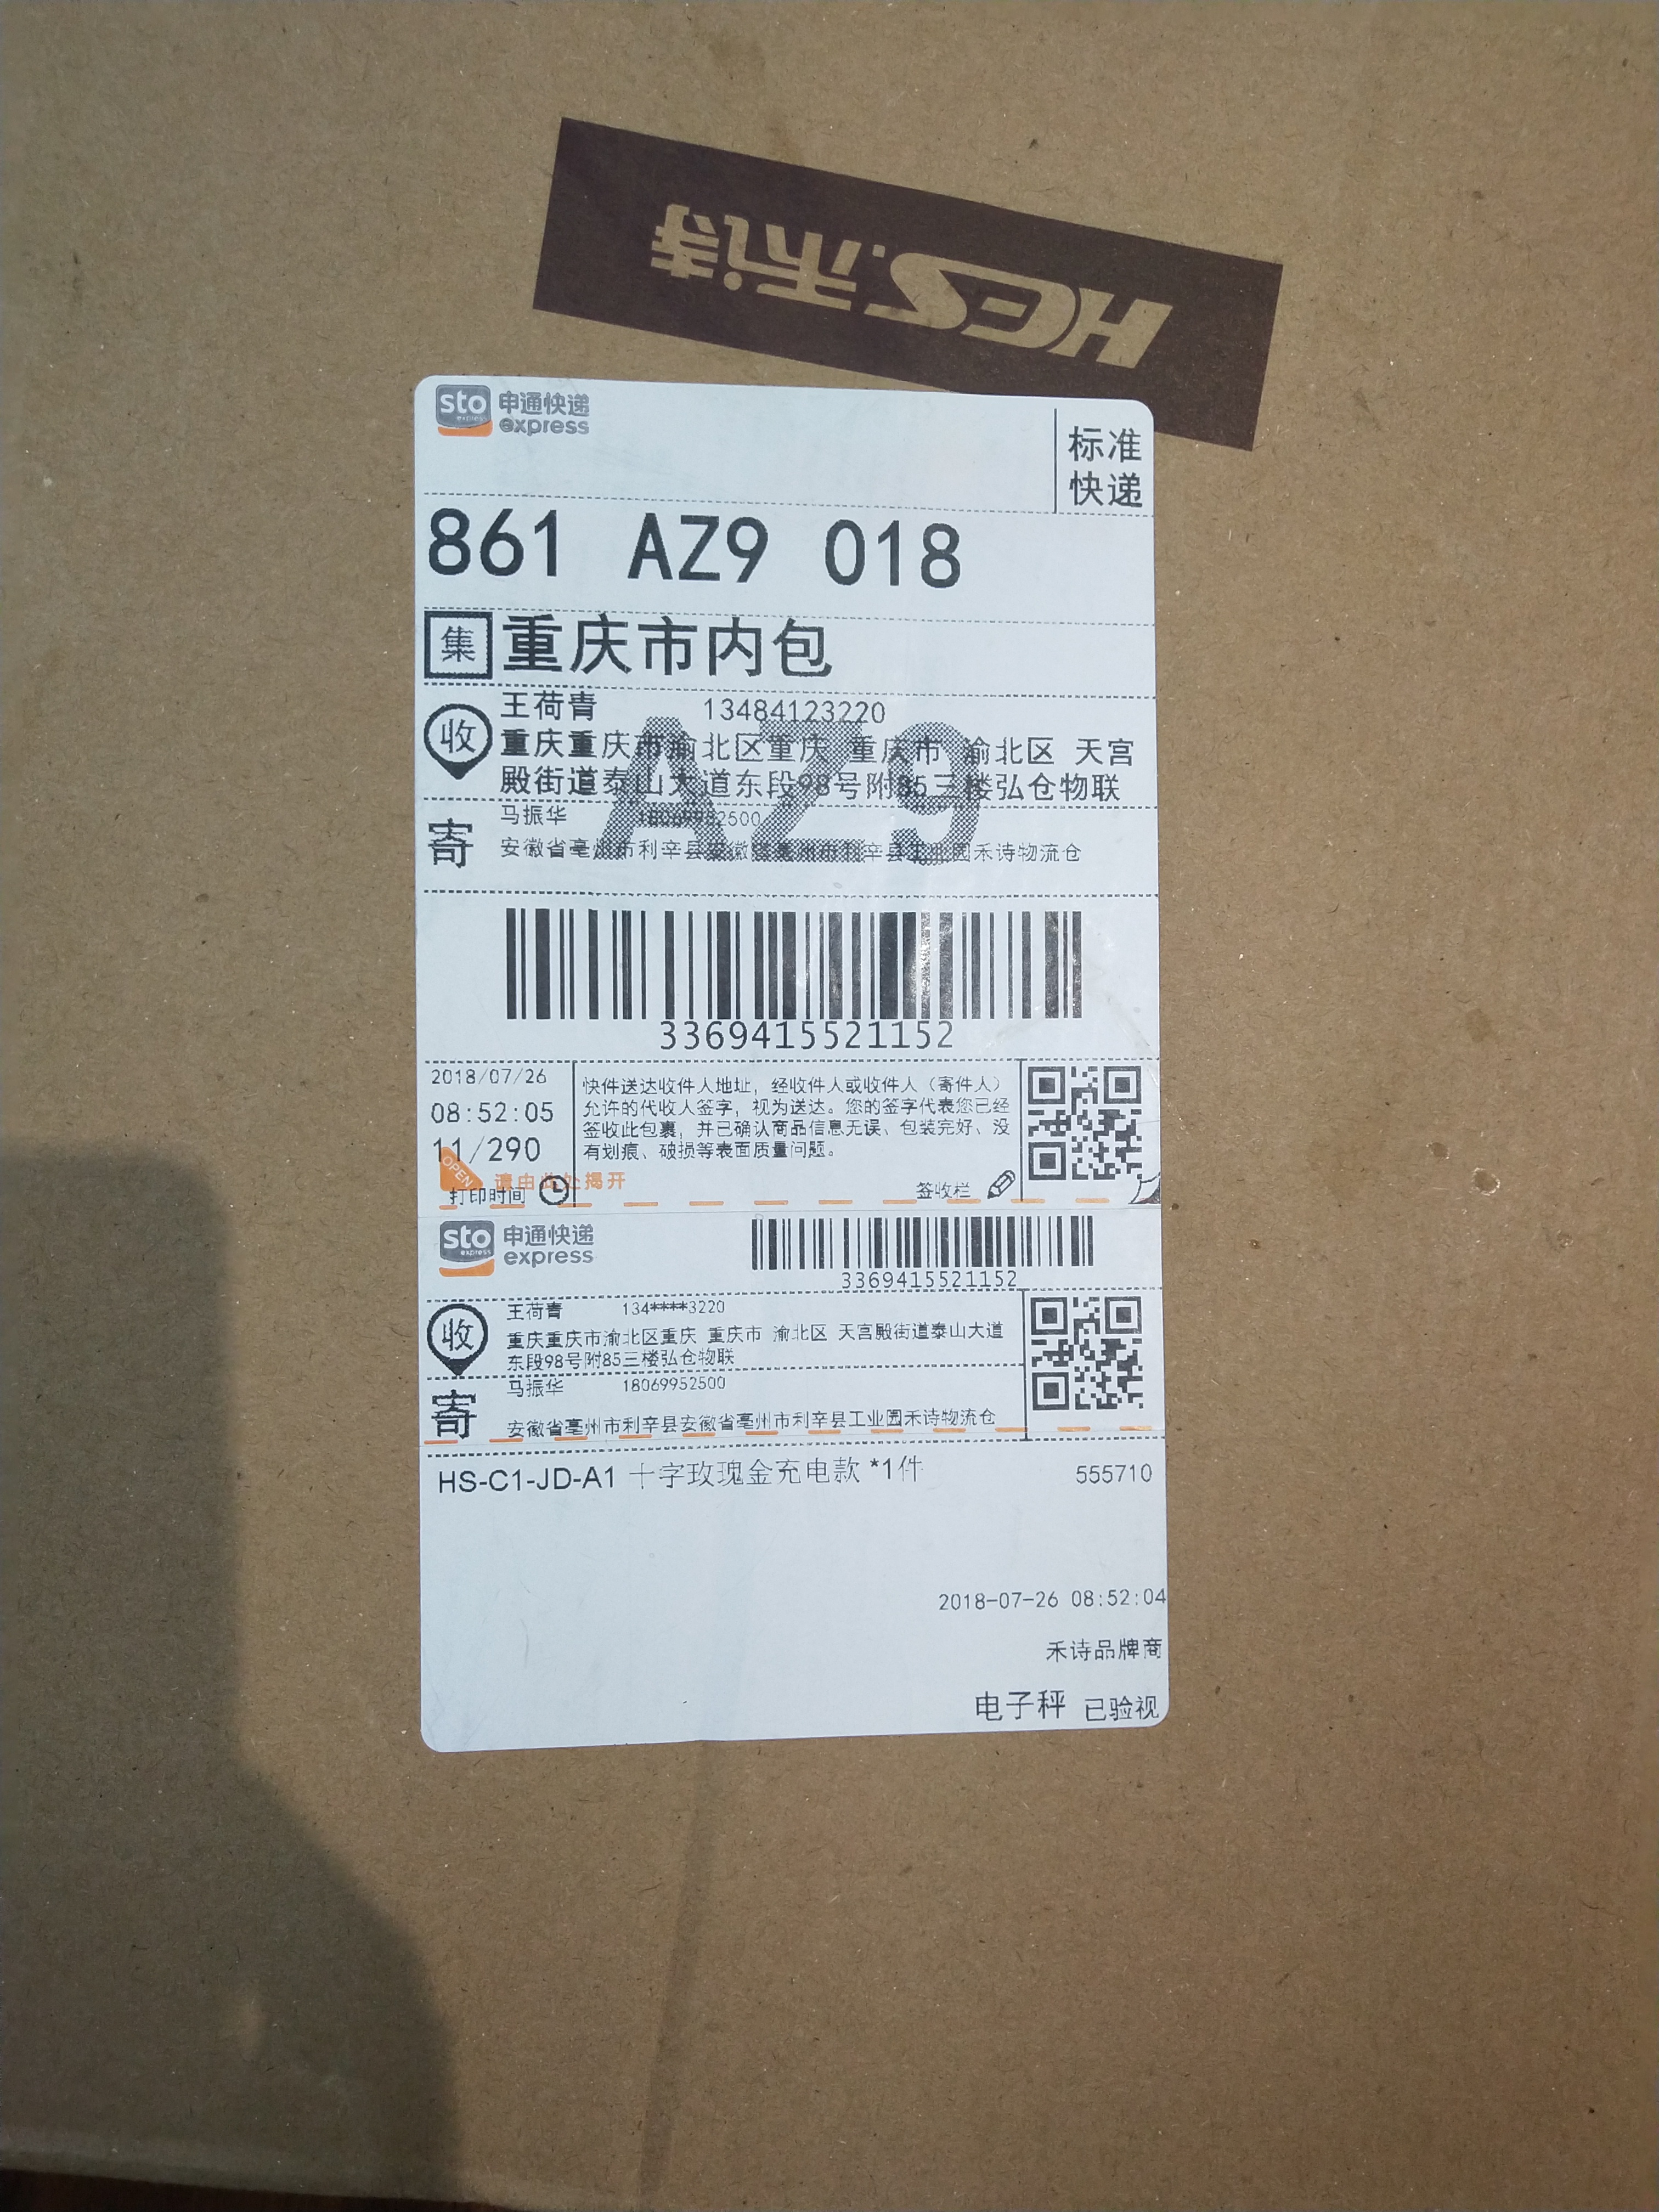 HES.禾诗
sto 申通快递
express express
标准
快递
861 AZ9 018
集 重庆市内包
AZ9
收 王荷青 13484123220
重庆重庆市渝北区重庆 重庆市 渝北区 天宫
殿街道泰山大道东段98号附85三楼弘仓物联
寄 马振华 18069952500
安徽省亳州市利辛县安徽省亳州市利辛县工业园禾诗物流仓
3369415521152
2018/07/26
08:52:05
11/290
打印时间
快件送达收件人地址，经收件人或收件人（寄件人）
允许的代收人签字，视为送达。您的签字代表您已经
签收此包裹，并已确认商品信息无误、包装完好、没
有划痕、破损等表面质量问题。
签收栏
OPEN 请由此处揭开
sto 申通快递
express express
3369415521152
收 王荷青 134****3220
重庆重庆市渝北区重庆 重庆市 渝北区 天宫殿街道泰山大道
东段98号附85三楼弘仓物联
寄 马振华 18069952500
安徽省亳州市利辛县安徽省亳州市利辛县工业园禾诗物流仓
HS-C1-JD-A1 十字玫瑰金充电款 *1件 555710
2018-07-26 08:52:04
禾诗品牌商
电子秤 已验视